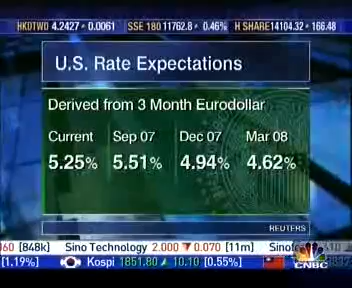 HKDTWD 4.2427 ▲ 0.0061 SSE 180 11762.8 ▲ 0.46% H SHARE 14104.32 ▲ 166.48
U.S. Rate Expectations
Derived from 3 Month Eurodollar
Current Sep 07 Dec 07 Mar 08
5.25% 5.51% 4.94% 4.62%
REUTERS
[848k] Sino Technology 2.000 ▼ 0.070 [11m]
[1.19%] Kospi 1851.80 ▲ 10.10 [0.55%]
CNBC